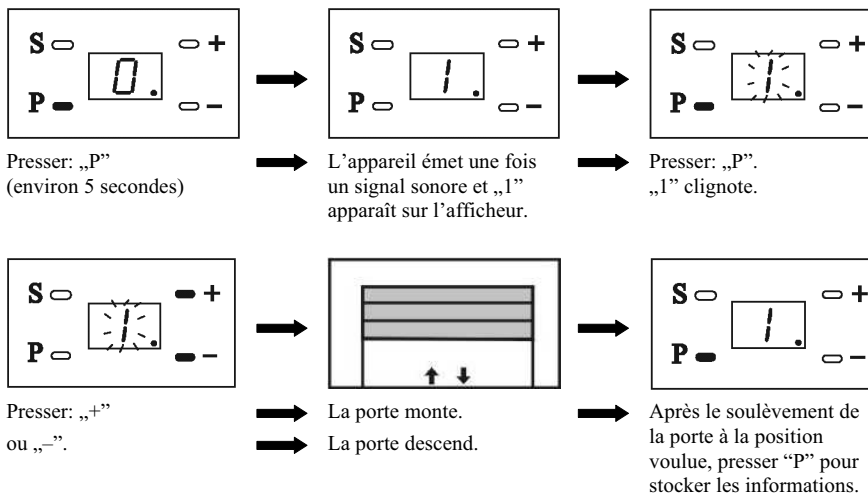 S
+
0.
P
–
S
+
1.
P
–
S
+
1.
P
–
Presser: „P”
(environ 5 secondes)
L’appareil émet une fois
un signal sonore et „1”
apparaît sur l’afficheur.
Presser: „P”.
„1” clignote.
S
+
1.
P
–
S
+
1.
P
–
Presser: „+”
ou „–”.
La porte monte.
La porte descend.
Après le soulèvement de
la porte à la position
voulue, presser “P” pour
stocker les informations.